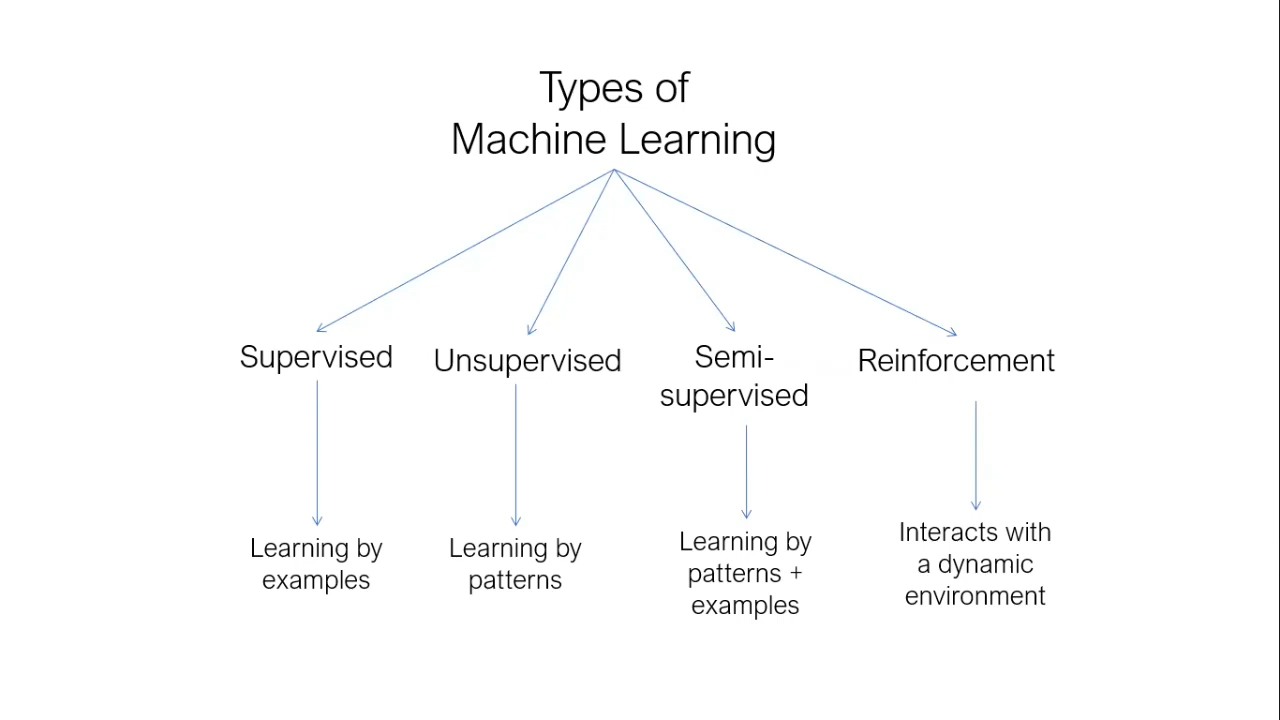 Types of
Machine Learning
Supervised
Unsupervised
Semi-
supervised
Reinforcement
Learning by
examples
Learning by
patterns
Learning by
patterns +
examples
Interacts with
a dynamic
environment